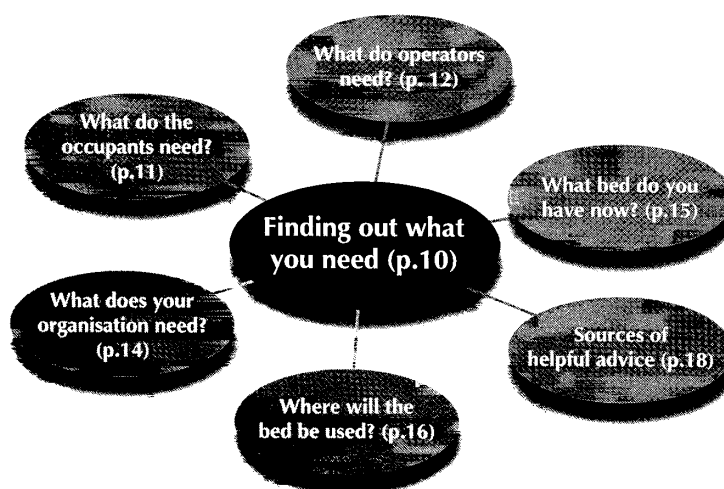 What do operators
need? (p. 12)
What do the
occupants need?
(p.11)
What bed do you
have now? (p.15)
Finding out what
you need (p.10)
What does your
organisation need?
(p.14)
Sources of
helpful advice (p.18)
Where will the
bed be used? (p.16)